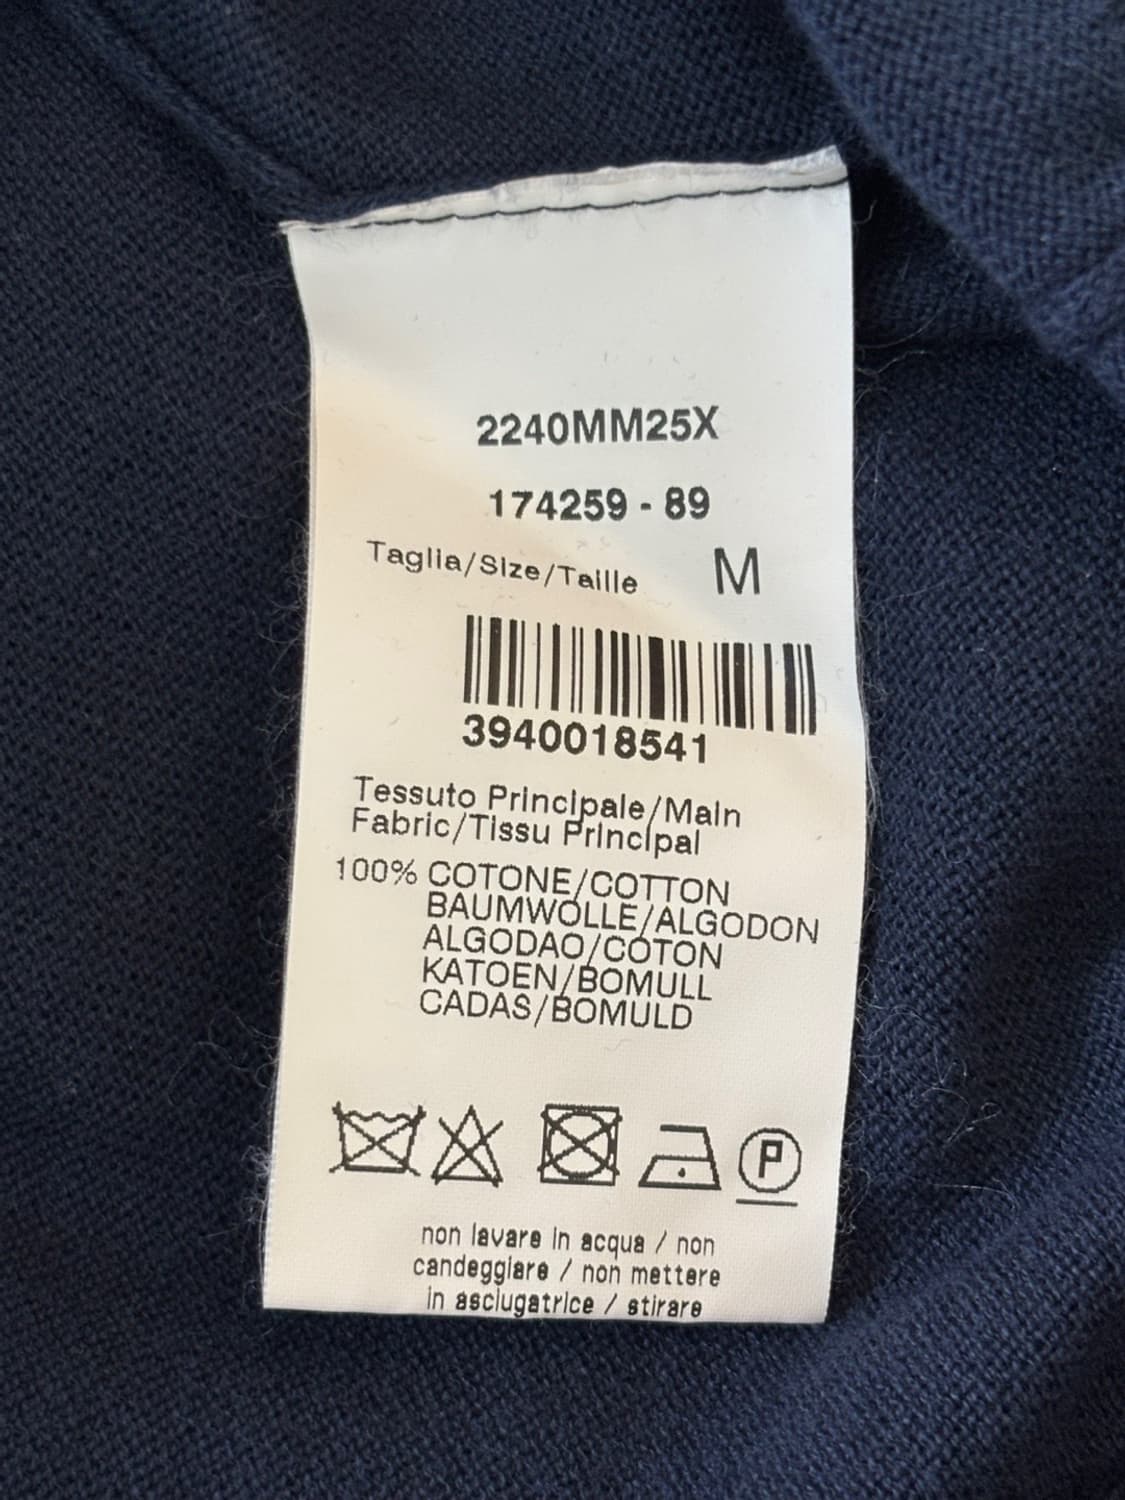 2240MM25X
174259 - 89
Taglia/Size/Taille M
3940018541
Tessuto Principale/Main
Fabric/Tissu Principal
100% COTONE/COTTON
BAUMWOLLE/ALGODON
ALGODAO/COTON
KATOEN/BOMULL
CADAS/BOMULD
P
non lavare in acqua / non
candeggiare / non mettere
in asciugatrice / stirare